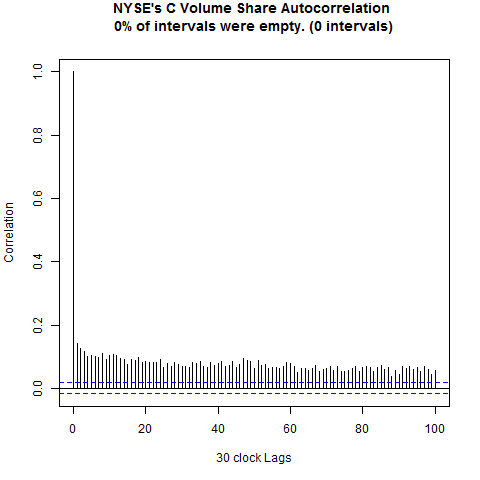 NYSE's C Volume Share Autocorrelation
0% of intervals were empty. (0 intervals)
1.0
0.8
0.6
0.4
0.2
0.0
Correlation
0 20 40 60 80 100
30 clock Lags